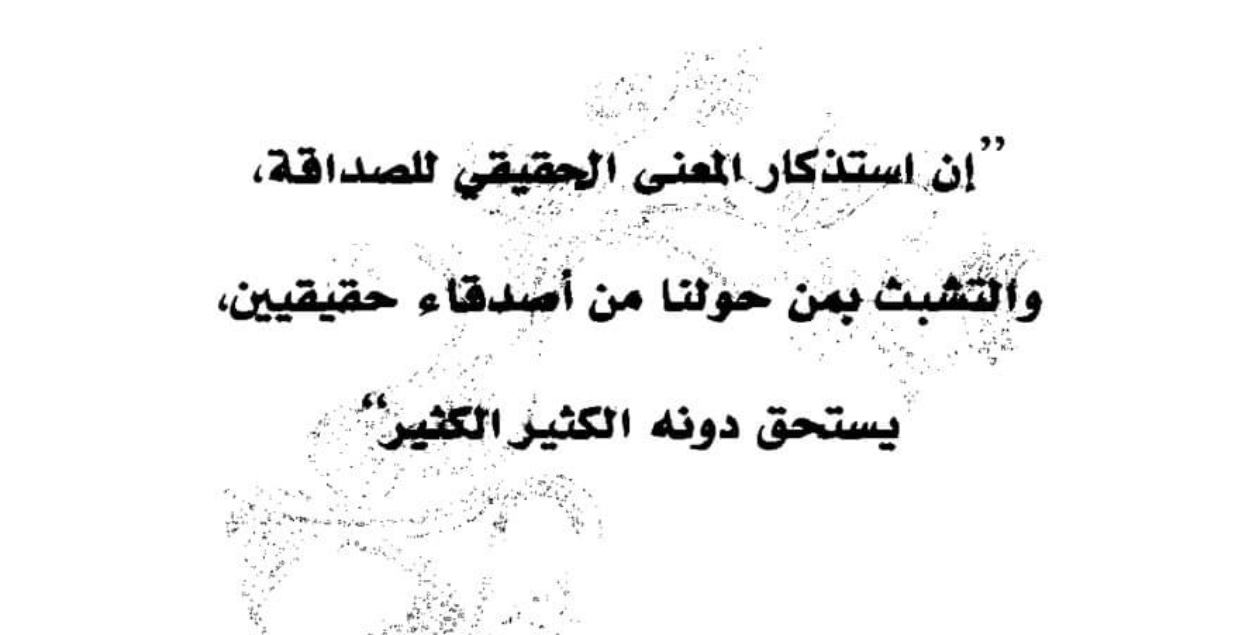 ”إن استذكار المعنى الحقيقي للصداقة،
والتشبث بمن حولنا من أصدقاء حقيقيين،
يستحق دونه الكثير الكثير“